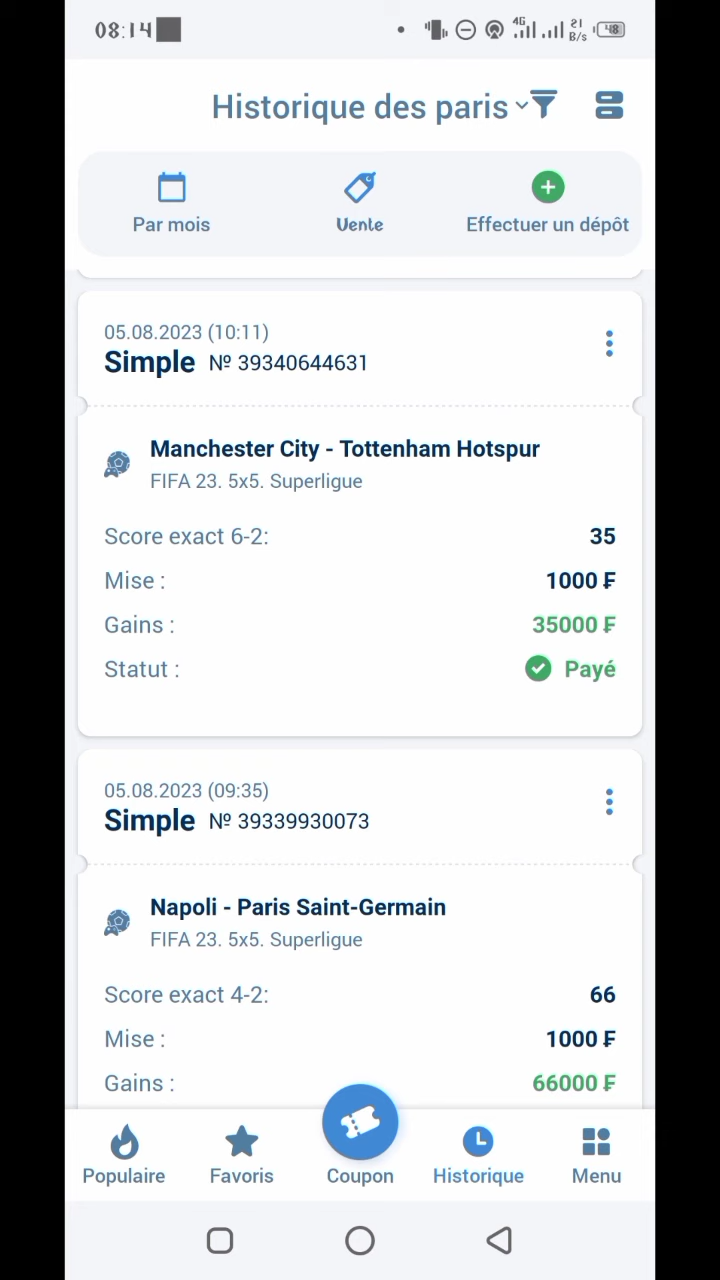 08:14
4G
21 B/s
48
Historique des paris
Par mois
Vente
Effectuer un dépôt
05.08.2023 (10:11)
Simple № 39340644631
Manchester City - Tottenham Hotspur
FIFA 23. 5x5. Superligue
Score exact 6-2: 35
Mise : 1000 ₣
Gains : 35000 ₣
Statut : Payé
05.08.2023 (09:35)
Simple № 39339930073
Napoli - Paris Saint-Germain
FIFA 23. 5x5. Superligue
Score exact 4-2: 66
Mise : 1000 ₣
Gains : 66000 ₣
Populaire
Favoris
Coupon
Historique
Menu